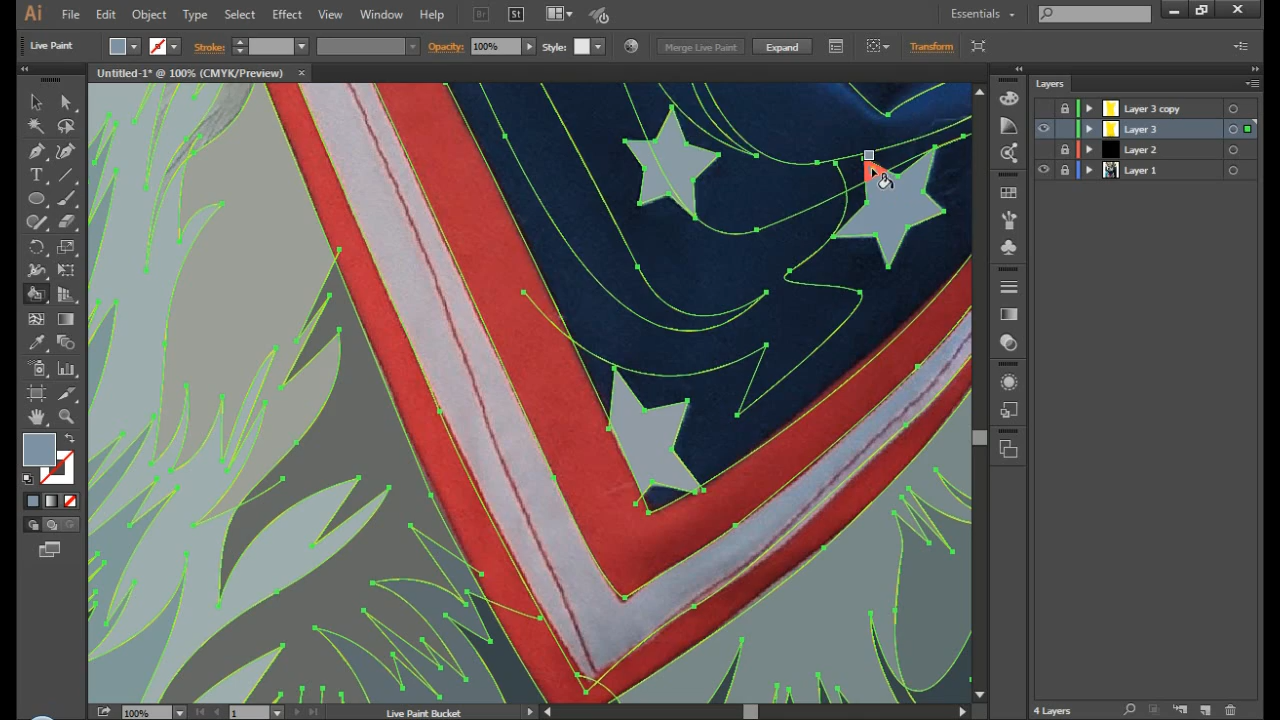 Ai File Edit Object Type Select Effect View Window Help Br St Essentials
Live Paint Stroke: Opacity: 100% Style: Merge Live Paint Expand Transform
Untitled-1* @ 100% (CMYK/Preview)
Layers
Layer 3 copy
Layer 3
Layer 2
Layer 1
100% 1 Live Paint Bucket 4 Layers